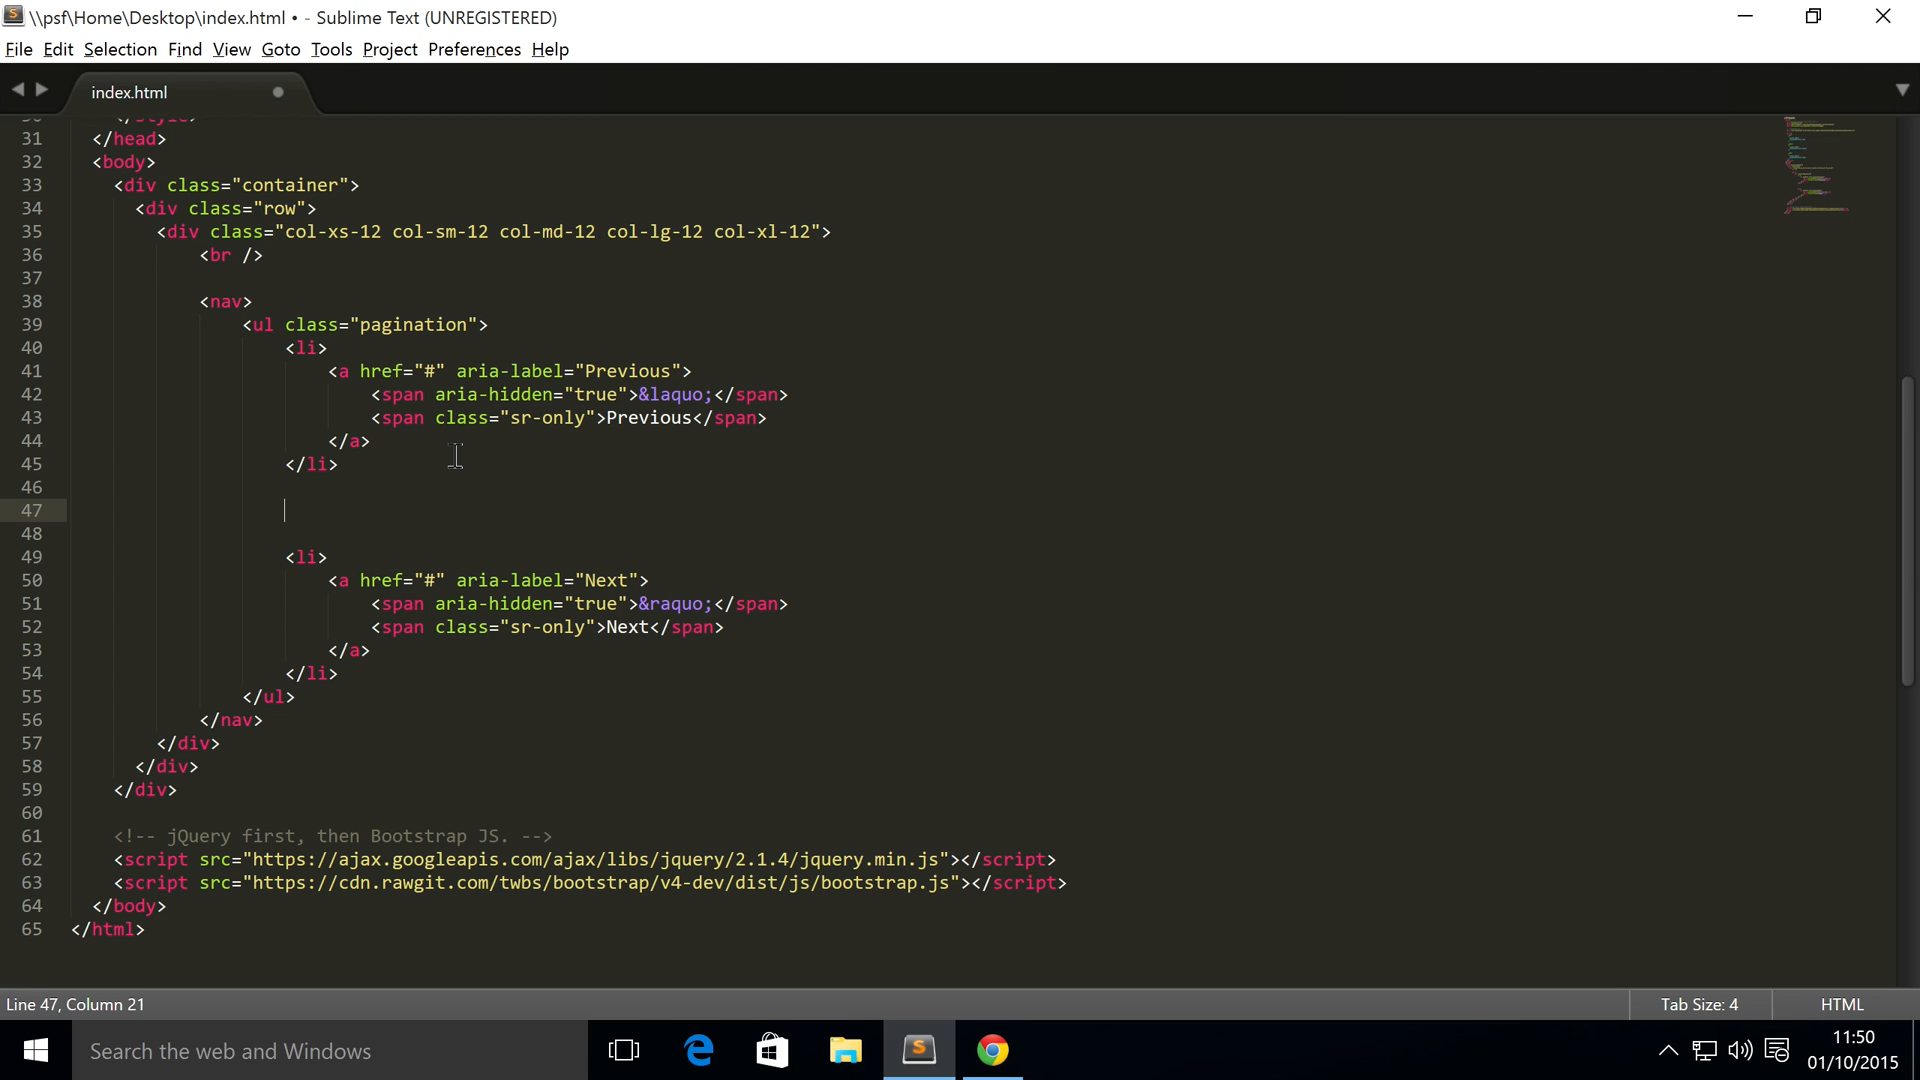 \\psf\Home\Desktop\index.html • - Sublime Text (UNREGISTERED)
File Edit Selection Find View Goto Tools Project Preferences Help
index.html
30 </style>
31 </head>
32 <body>
33 <div class="container">
34 <div class="row">
35 <div class="col-xs-12 col-sm-12 col-md-12 col-lg-12 col-xl-12">
36 <br />
37
38 <nav>
39 <ul class="pagination">
40 <li>
41 <a href="#" aria-label="Previous">
42 <span aria-hidden="true">&laquo;</span>
43 <span class="sr-only">Previous</span>
44 </a>
45 </li>
46
47
48
49 <li>
50 <a href="#" aria-label="Next">
51 <span aria-hidden="true">&raquo;</span>
52 <span class="sr-only">Next</span>
53 </a>
54 </li>
55 </ul>
56 </nav>
57 </div>
58 </div>
59 </div>
60
61 <!-- jQuery first, then Bootstrap JS. -->
62 <script src="https://ajax.googleapis.com/ajax/libs/jquery/2.1.4/jquery.min.js"></script>
63 <script src="https://cdn.rawgit.com/twbs/bootstrap/v4-dev/dist/js/bootstrap.js"></script>
64 </body>
65 </html>
Line 47, Column 21 Tab Size: 4 HTML
Search the web and Windows
11:50
01/10/2015